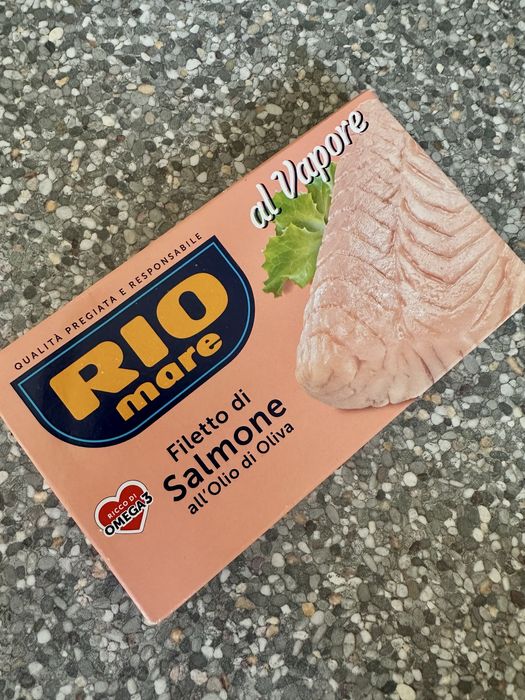 al Vapore
QUALITÀ PREGIATA E RESPONSABILE
RIO
mare
Filetto di
Salmone
all'Olio di Oliva
RICCO DI
OMEGA3